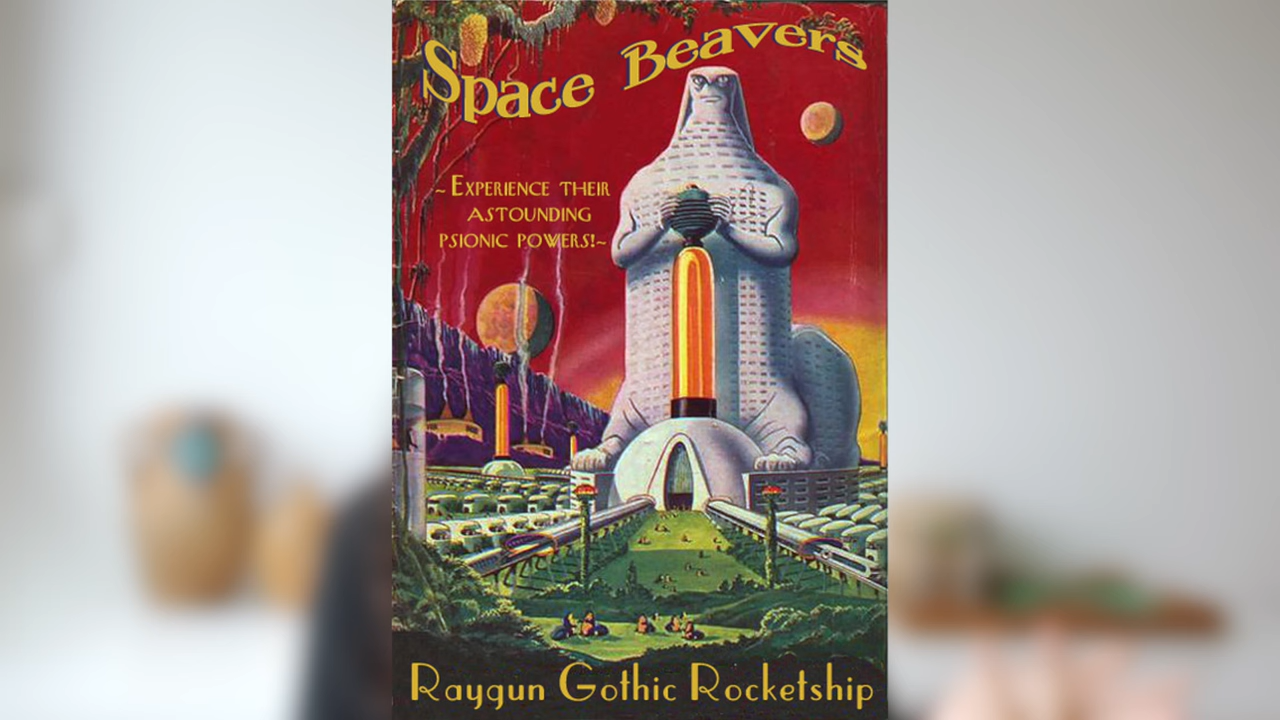 Space Beavers
~Experience their
astounding
psionic powers!~
Raygun Gothic Rocketship